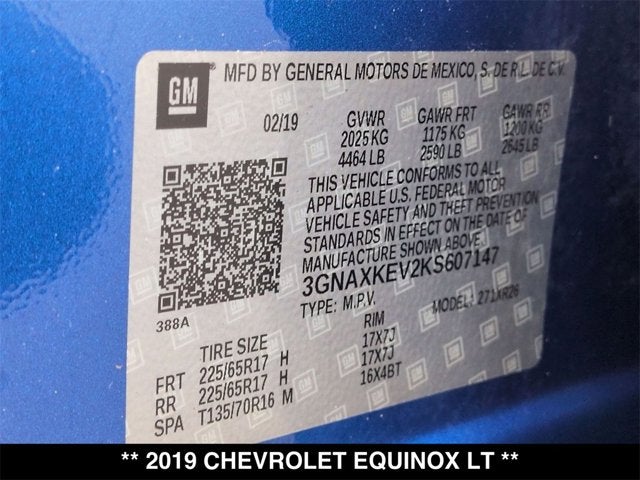 GM
MFD BY GENERAL MOTORS DE MEXICO, S. DE R.L. DE C.V.
02/19 GVWR GAWR FRT GAWR RR
2025 KG 1175 KG 1200 KG
4464 LB 2590 LB 2645 LB
THIS VEHICLE CONFORMS TO ALL
APPLICABLE U.S. FEDERAL MOTOR
VEHICLE SAFETY AND THEFT PREVENTION
STANDARDS IN EFFECT ON THE DATE OF
MANUFACTURE SHOWN ABOVE.
3GNAXKEV2KS607147
TYPE: M.P.V. MODEL: 271XR26
388A
TIRE SIZE RIM
FRT 225/65R17 H 17X7J
RR 225/65R17 H 17X7J
SPA T135/70R16 M 16X4BT
** 2019 CHEVROLET EQUINOX LT **